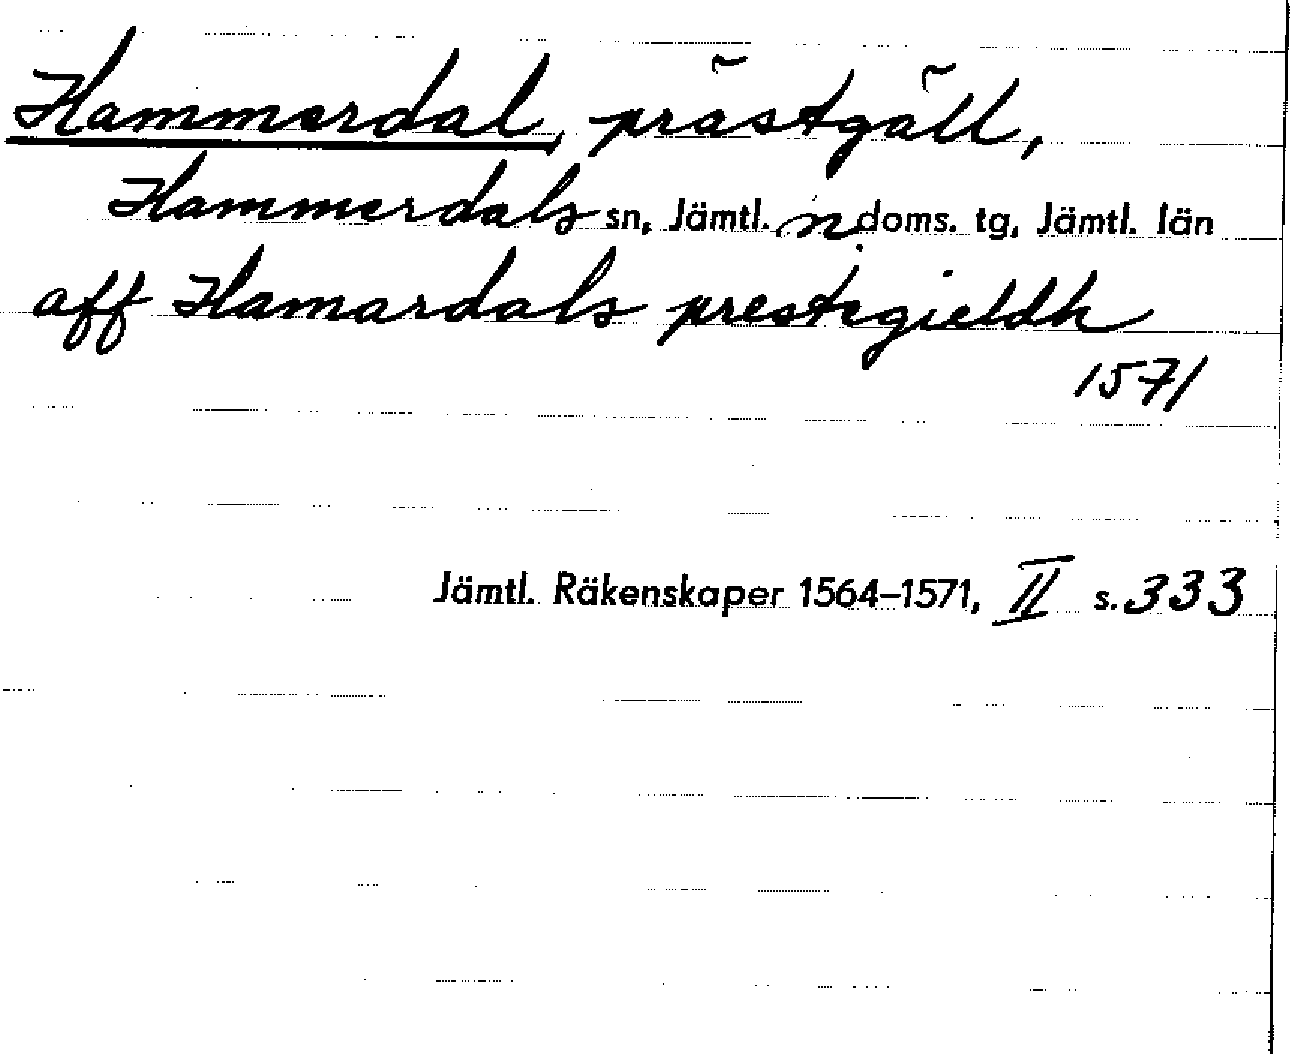 Hammerdal, prästgäll,
Hammerdals sn, Jämtl. n. doms. tg, Jämtl. län
aff Hamardals prestegieldh
1571
Jämtl. Räkenskaper 1564–1571, II s. 333